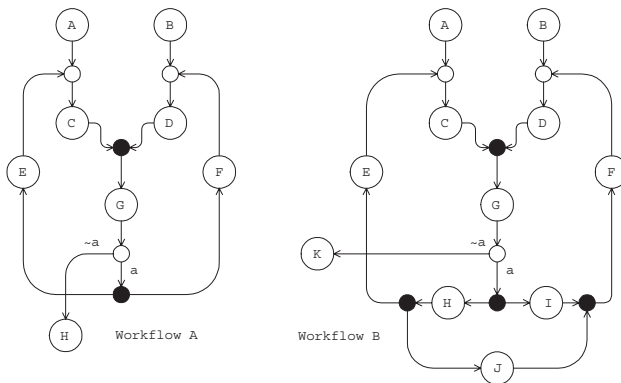 A B A B
C D C D
E F E F
G G
~a ~a
K
a a
H I
H Workflow A Workflow B
J